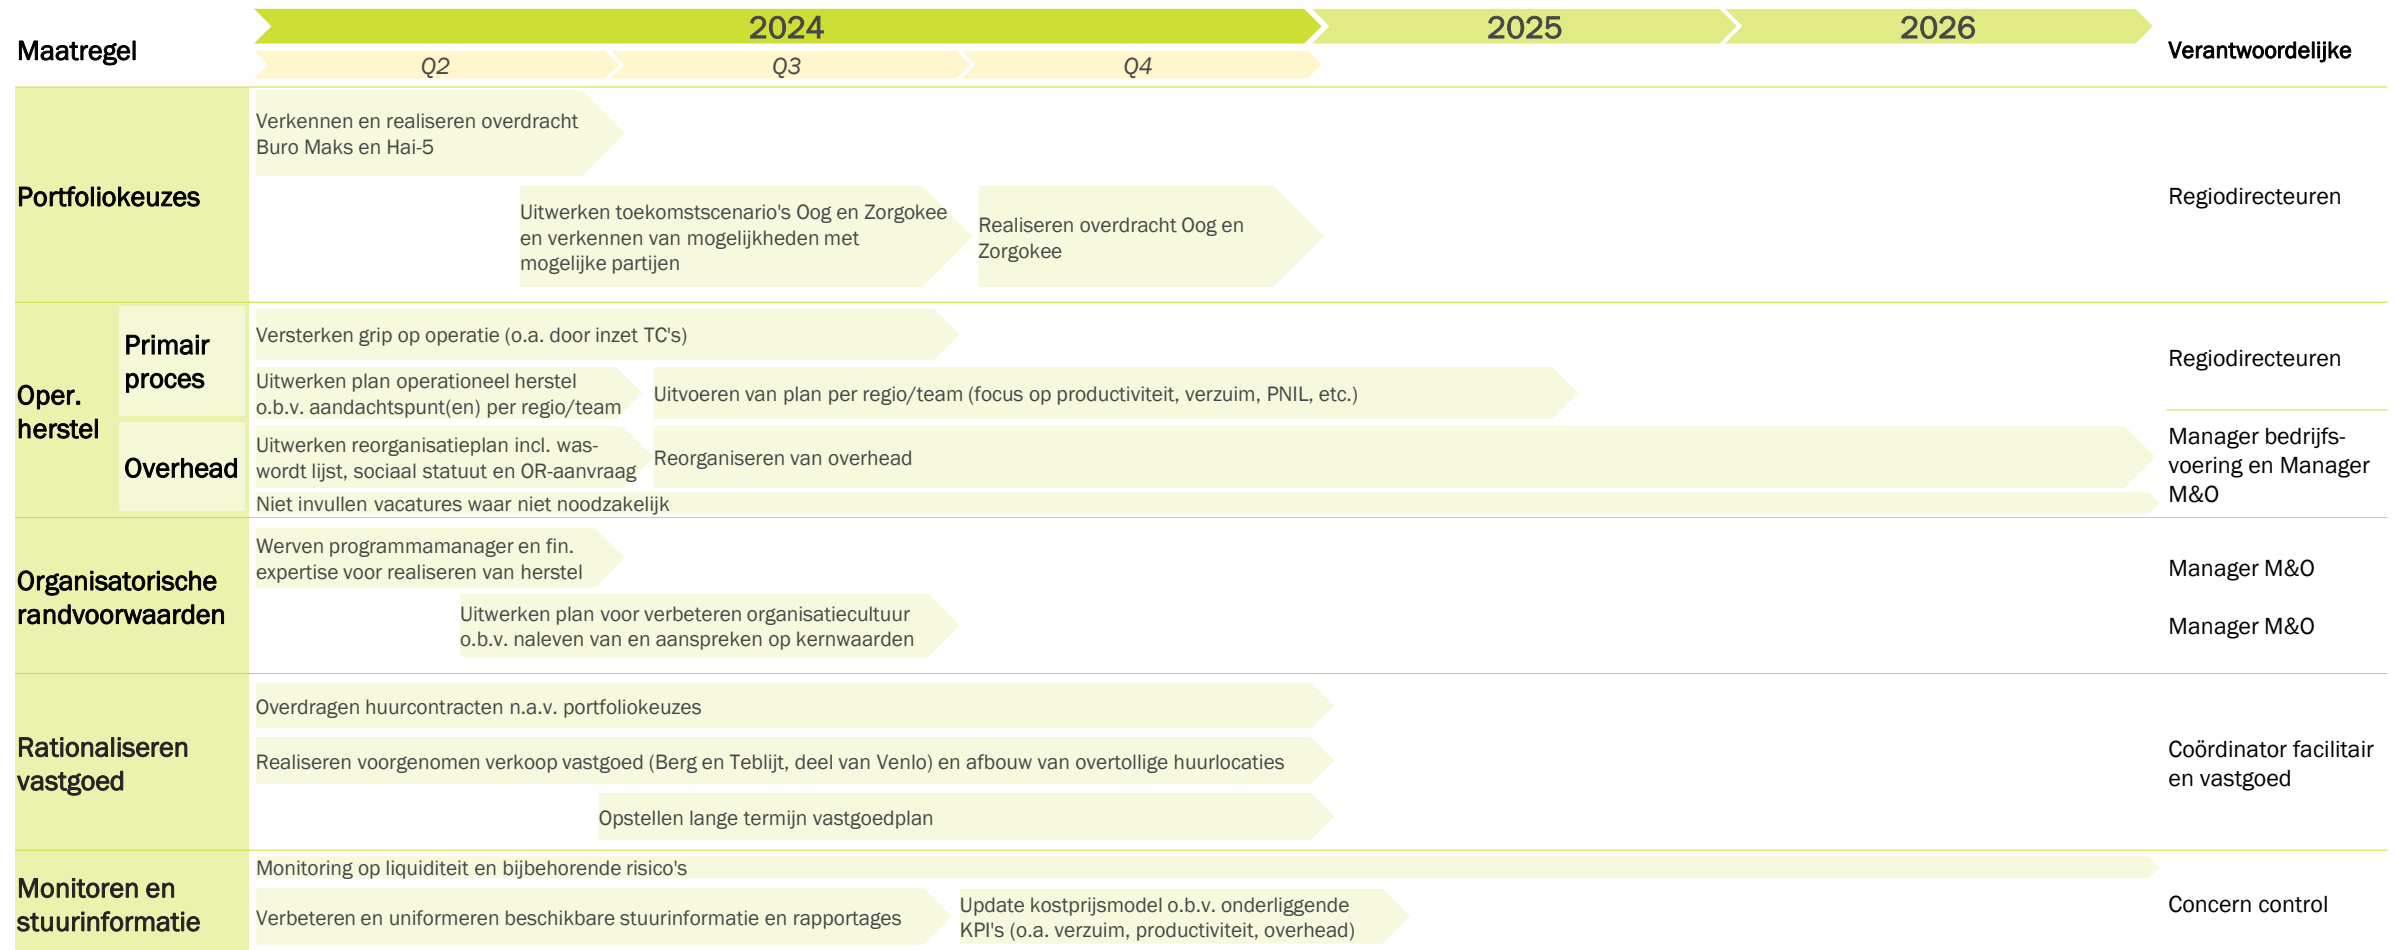 Maatregel
2024
2025
2026
Verantwoordelijke
Q2
Q3
Q4
Portfoliokeuzes
Verkennen en realiseren overdracht
Buro Maks en Hai-5
Uitwerken toekomstscenario's Oog en Zorgokee
en verkennen van mogelijkheden met
mogelijke partijen
Realiseren overdracht Oog en
Zorgokee
Regiodirecteuren
Oper.
herstel
Primair
proces
Versterken grip op operatie (o.a. door inzet TC's)
Uitwerken plan operationeel herstel
o.b.v. aandachtspunt(en) per regio/team
Uitvoeren van plan per regio/team (focus op productiviteit, verzuim, PNIL, etc.)
Regiodirecteuren
Overhead
Uitwerken reorganisatieplan incl. was-
wordt lijst, sociaal statuut en OR-aanvraag
Reorganiseren van overhead
Niet invullen vacatures waar niet noodzakelijk
Manager bedrijfs-
voering en Manager
M&O
Organisatorische
randvoorwaarden
Werven programmamanager en fin.
expertise voor realiseren van herstel
Manager M&O
Uitwerken plan voor verbeteren organisatiecultuur
o.b.v. naleven van en aanspreken op kernwaarden
Manager M&O
Rationaliseren
vastgoed
Overdragen huurcontracten n.a.v. portfoliokeuzes
Realiseren voorgenomen verkoop vastgoed (Berg en Teblijt, deel van Venlo) en afbouw van overtollige huurlocaties
Opstellen lange termijn vastgoedplan
Coördinator facilitair
en vastgoed
Monitoren en
stuurinformatie
Monitoring op liquiditeit en bijbehorende risico's
Verbeteren en uniformeren beschikbare stuurinformatie en rapportages
Update kostprijsmodel o.b.v. onderliggende
KPI's (o.a. verzuim, productiviteit, overhead)
Concern control